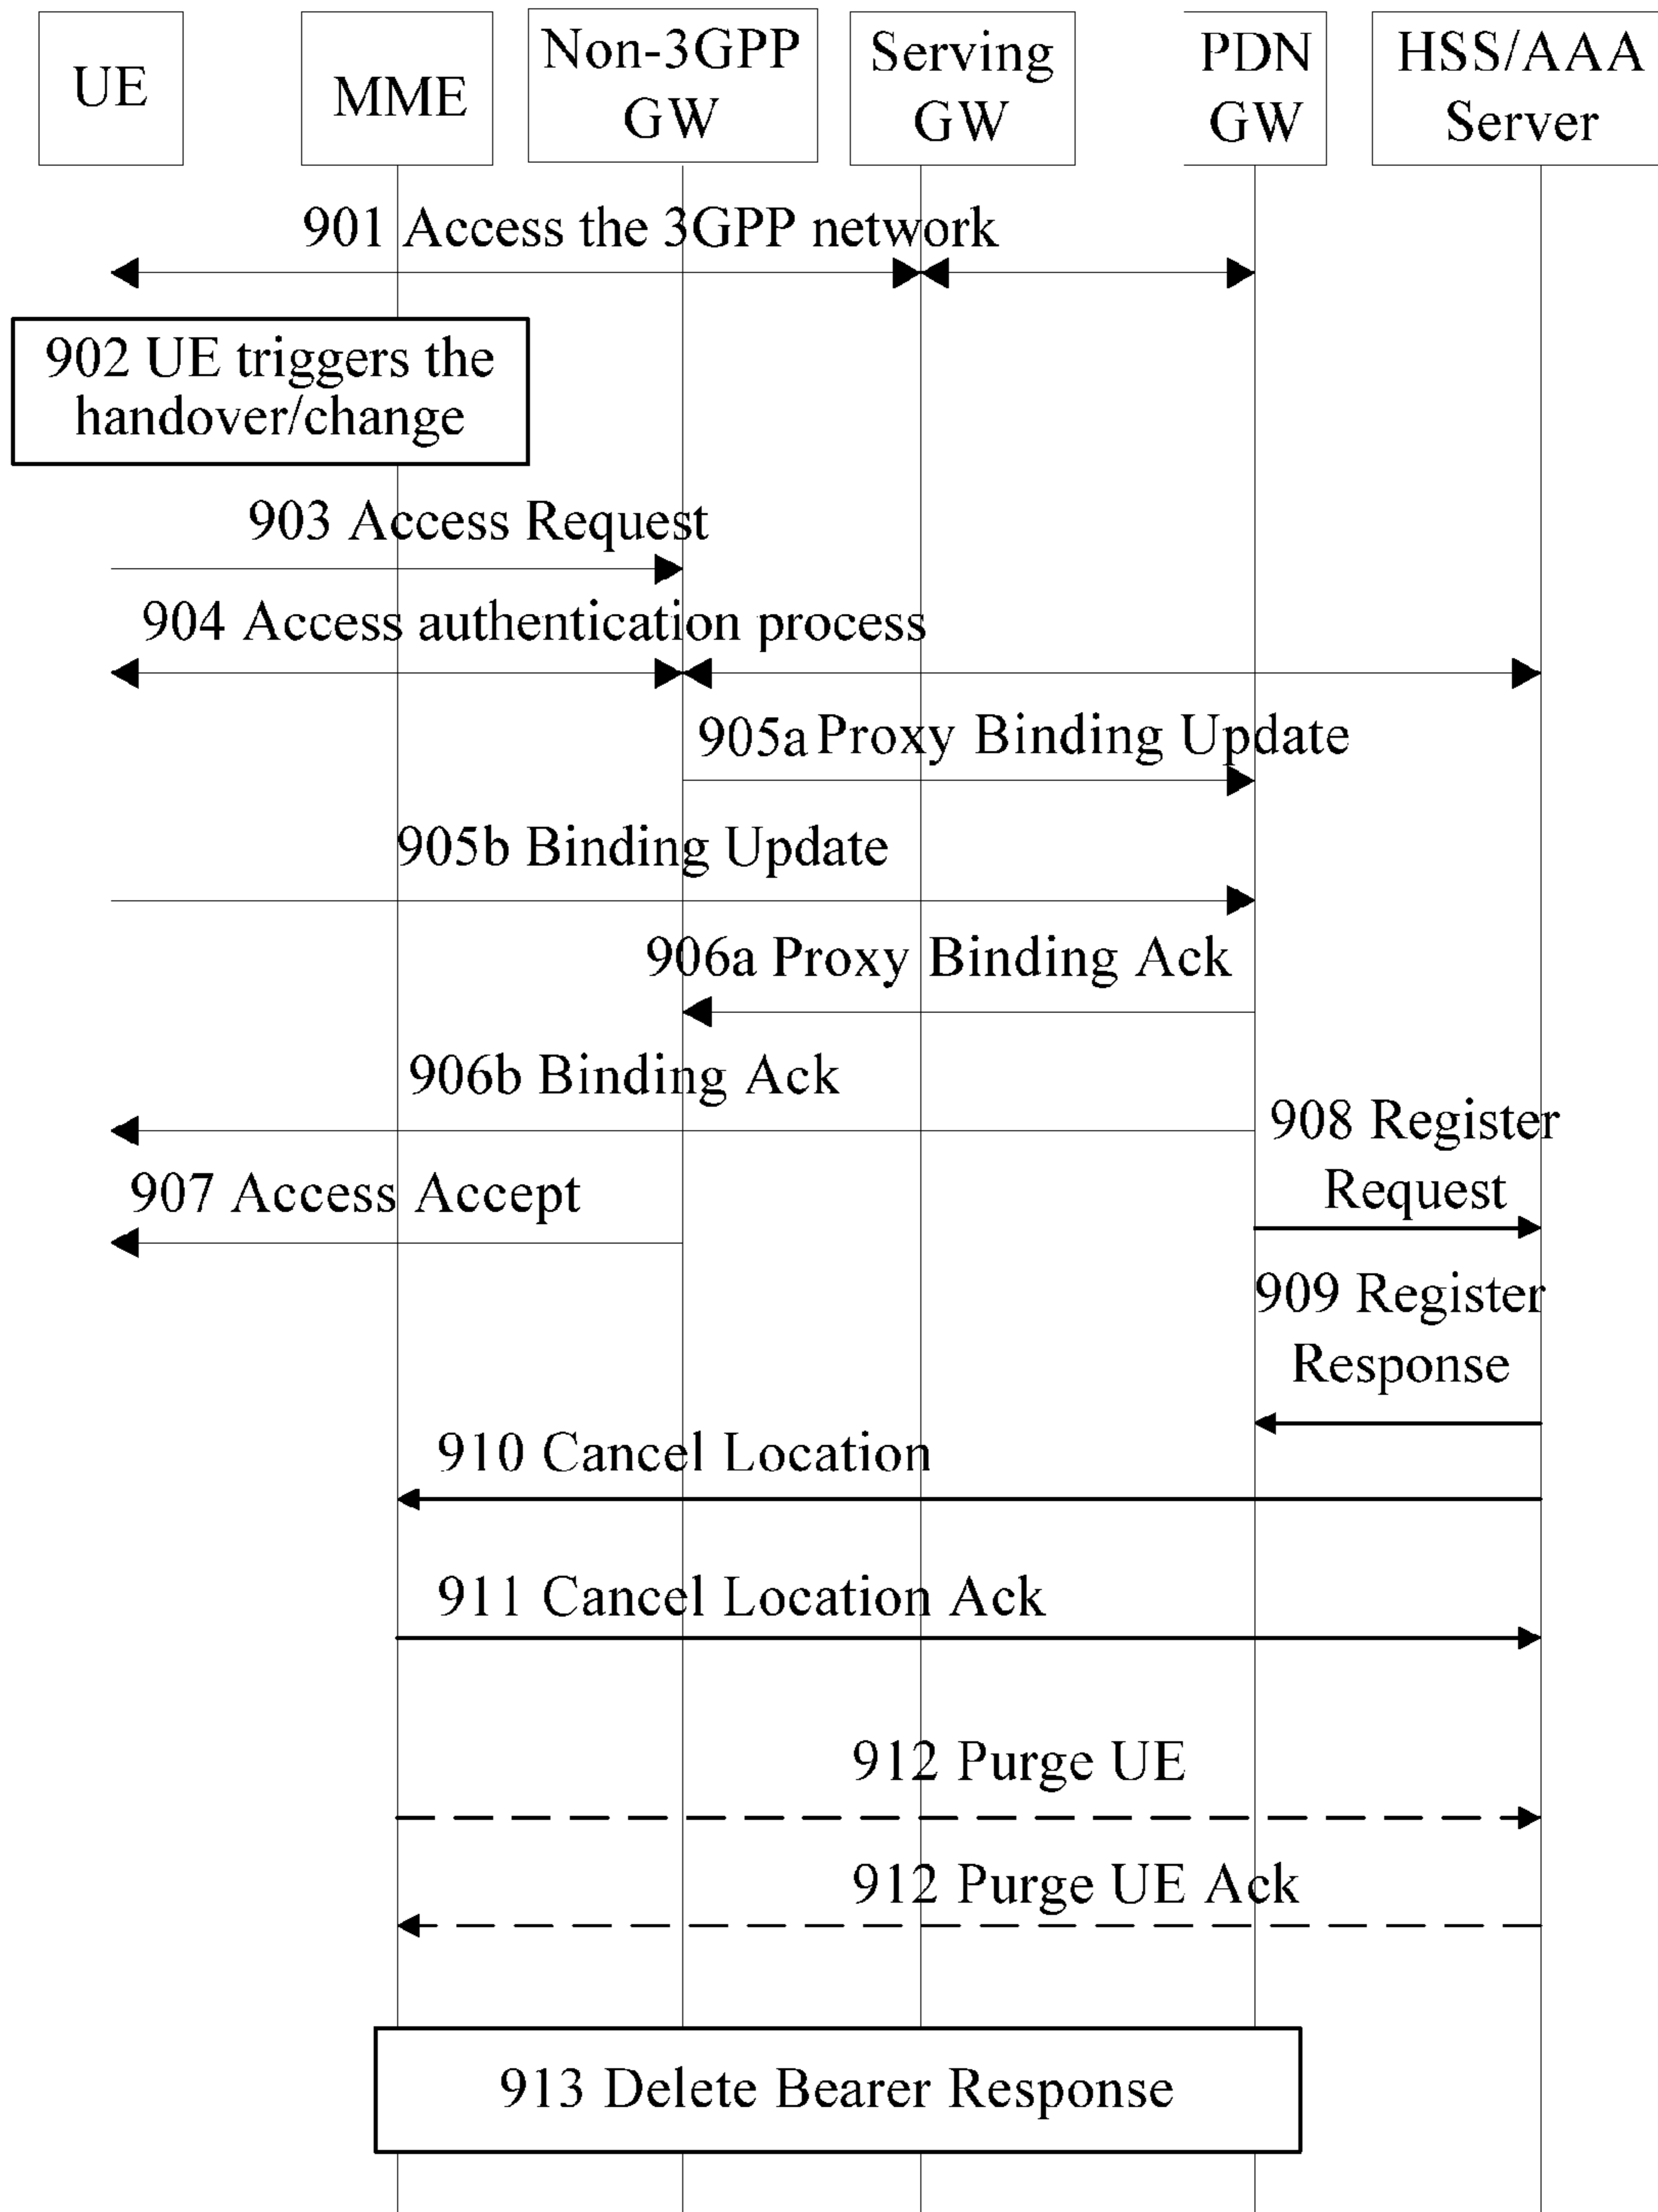 UE
MME
Non-3GPP
GW
Serving
GW
PDN
GW
HSS/AAA
Server
901 Access the 3GPP network
902 UE triggers the
handover/change
903 Access Request
904 Access authentication process
905a Proxy Binding Update
905b Binding Update
906a Proxy Binding Ack
906b Binding Ack
908 Register
Request
907 Access Accept
909 Register
Response
910 Cancel Location
911 Cancel Location Ack
912 Purge UE
912 Purge UE Ack
913 Delete Bearer Response